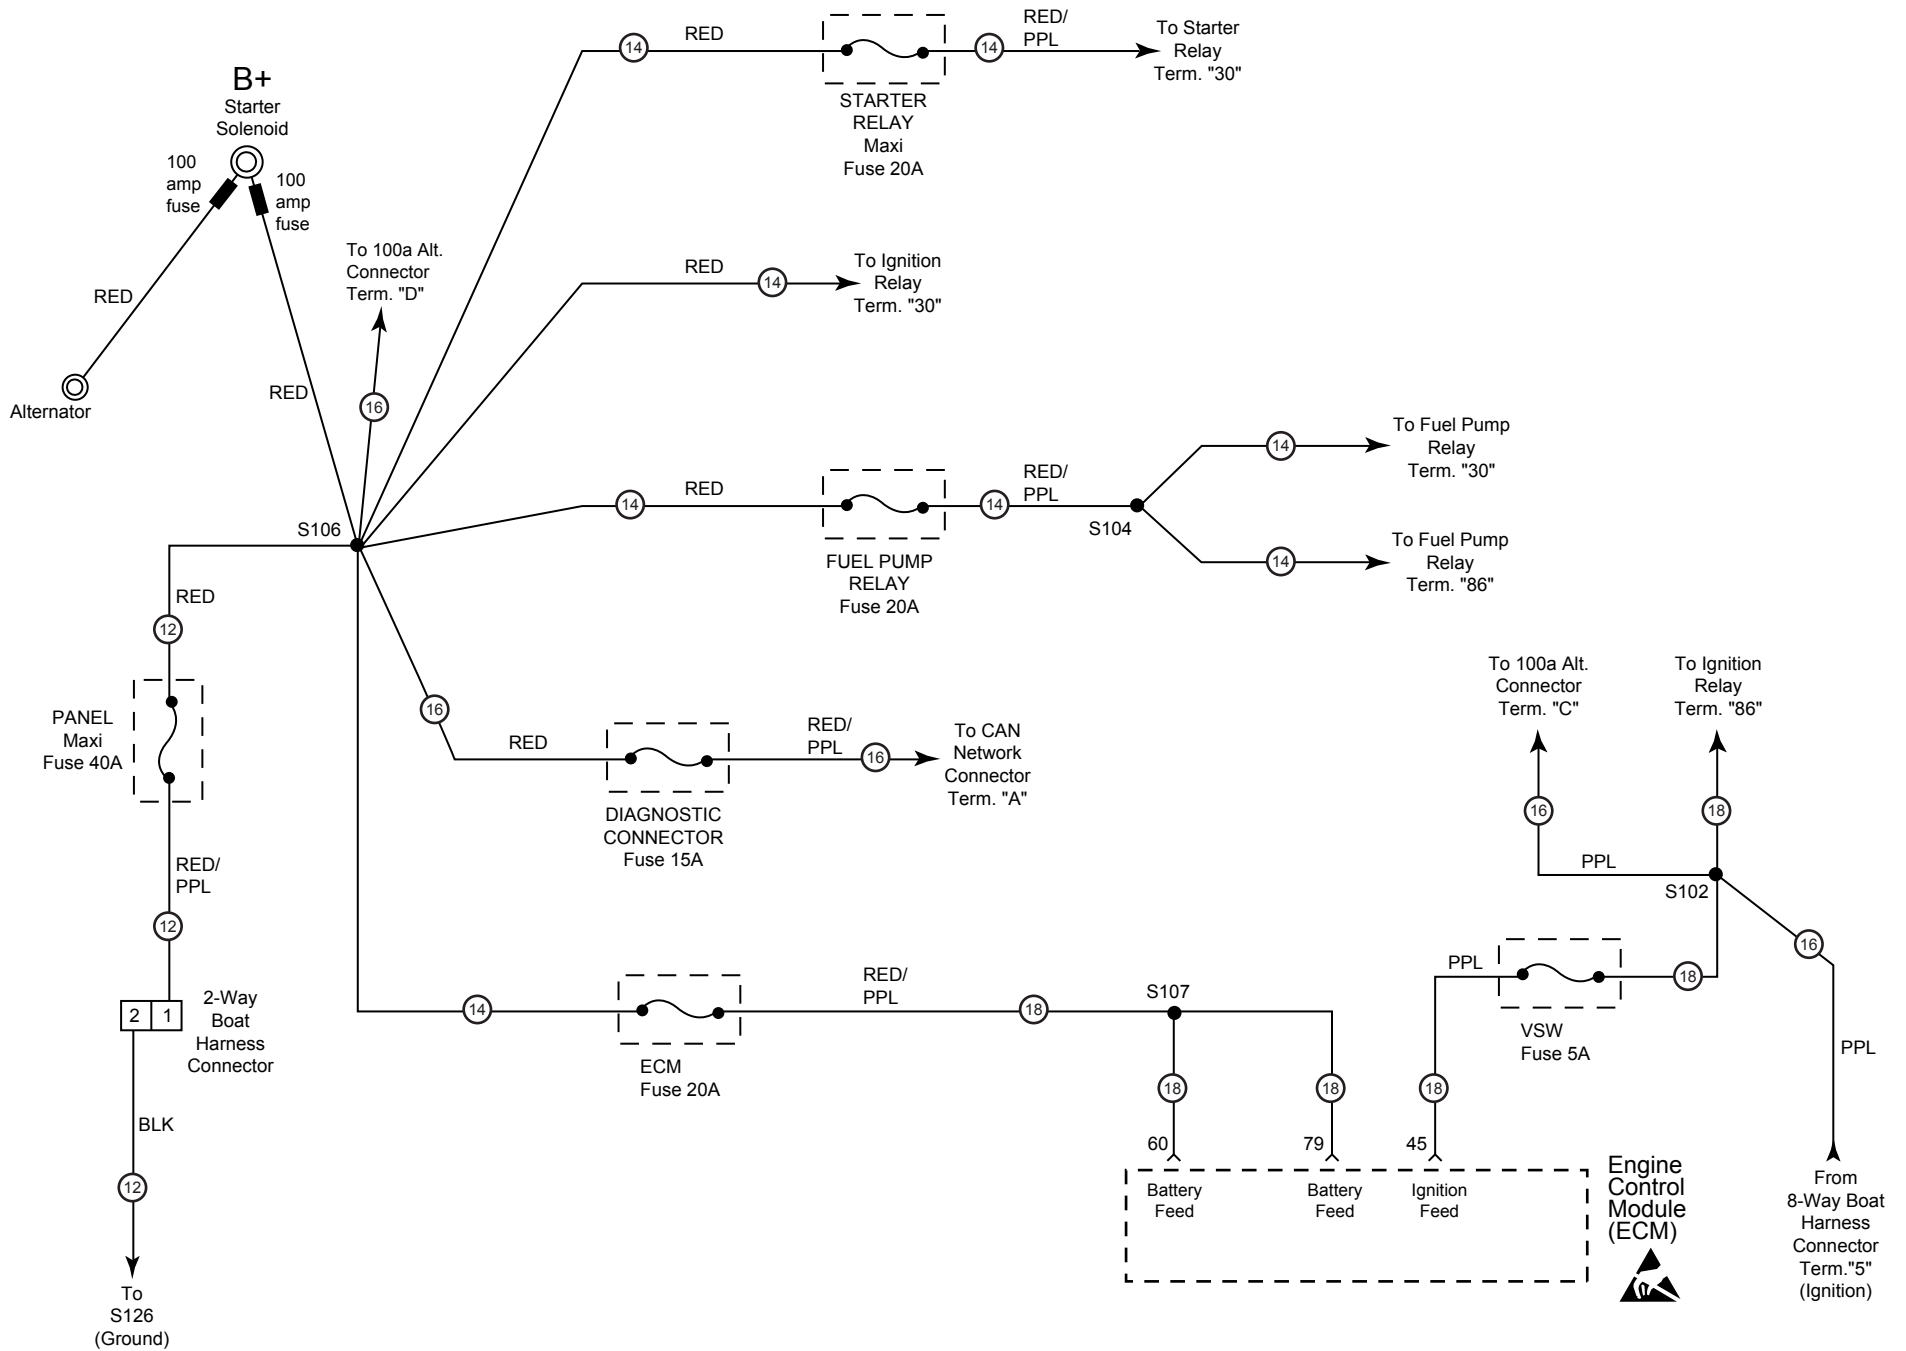 B+
Starter
Solenoid
100
amp
fuse
100
amp
fuse
RED
Alternator
RED
To 100a Alt.
Connector
Term. "D"
16
S106
14
RED
STARTER
RELAY
Maxi
Fuse 20A
14
RED/
PPL
To Starter
Relay
Term. "30"
RED
14
To Ignition
Relay
Term. "30"
14
RED
FUEL PUMP
RELAY
Fuse 20A
14
RED/
PPL
S104
14
To Fuel Pump
Relay
Term. "30"
14
To Fuel Pump
Relay
Term. "86"
RED
12
PANEL
Maxi
Fuse 40A
RED/
PPL
12
2 1
2-Way
Boat
Harness
Connector
BLK
12
To
S126
(Ground)
16
RED
DIAGNOSTIC
CONNECTOR
Fuse 15A
RED/
PPL
16
To CAN
Network
Connector
Term. "A"
14
ECM
Fuse 20A
RED/
PPL
18
S107
18
18
18
60
79
45
Battery
Feed
Battery
Feed
Ignition
Feed
Engine
Control
Module
(ECM)
To 100a Alt.
Connector
Term. "C"
To Ignition
Relay
Term. "86"
16
18
PPL
S102
16
PPL
18
VSW
Fuse 5A
PPL
From
8-Way Boat
Harness
Connector
Term."5"
(Ignition)